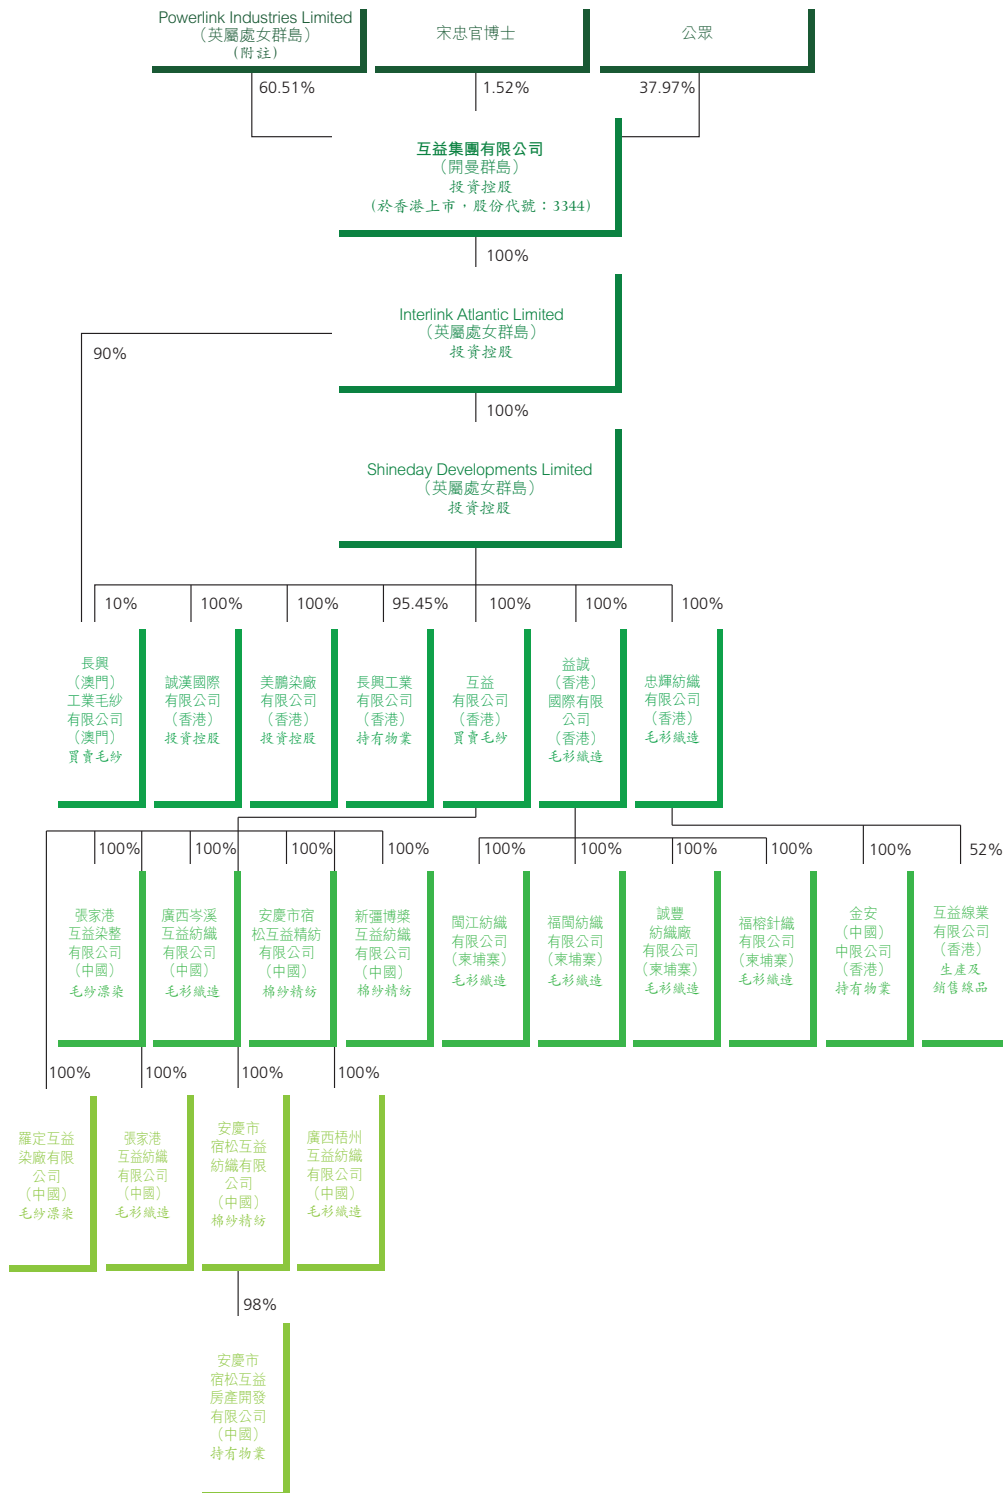 Powerlink Industries Limited
（英屬處女群島）
(附註)
宋忠官博士
公眾
60.51%
1.52%
37.97%
互益集團有限公司
（開曼群島）
投資控股
(於香港上市，股份代號：3344)
100%
Interlink Atlantic Limited
（英屬處女群島）
投資控股
90%
100%
Shineday Developments Limited
（英屬處女群島）
投資控股
10%
100%
100%
95.45%
100%
100%
100%
長興
（澳門）
工業毛紗
有限公司
（澳門）
買賣毛紗
誠漢國際
有限公司
（香港）
投資控股
美鵬染廠
有限公司
（香港）
投資控股
長興工業
有限公司
（香港）
持有物業
互益
有限公司
（香港）
買賣毛紗
益誠
（香港）
國際有限
公司
（香港）
毛衫織造
忠輝紡織
有限公司
（香港）
毛衫織造
100%
100%
100%
100%
100%
100%
100%
100%
100%
52%
張家港
互益染整
有限公司
（中國）
毛紗漂染
廣西岑溪
互益紡織
有限公司
（中國）
毛衫織造
安慶市宿
松互益精紡
有限公司
（中國）
棉紗精紡
新彊博槳
互益紡織
有限公司
（中國）
棉紗精紡
閩江紡織
有限公司
（柬埔寨）
毛衫織造
福閩紡織
有限公司
（柬埔寨）
毛衫織造
誠豐
紡織廠
有限公司
（柬埔寨）
毛衫織造
福榕針織
有限公司
（柬埔寨）
毛衫織造
金安
（中國）
中限公司
（香港）
持有物業
互益線業
有限公司
（香港）
生產及
銷售線品
100%
100%
100%
100%
羅定互益
染廠有限
公司
（中國）
毛紗漂染
張家港
互益紡織
有限公司
（中國）
毛衫織造
安慶市
宿松互益
紡織有限
公司
（中國）
棉紗精紡
廣西梧州
互益紡織
有限公司
（中國）
毛衫織造
98%
安慶市
宿松互益
房產開發
有限公司
（中國）
持有物業